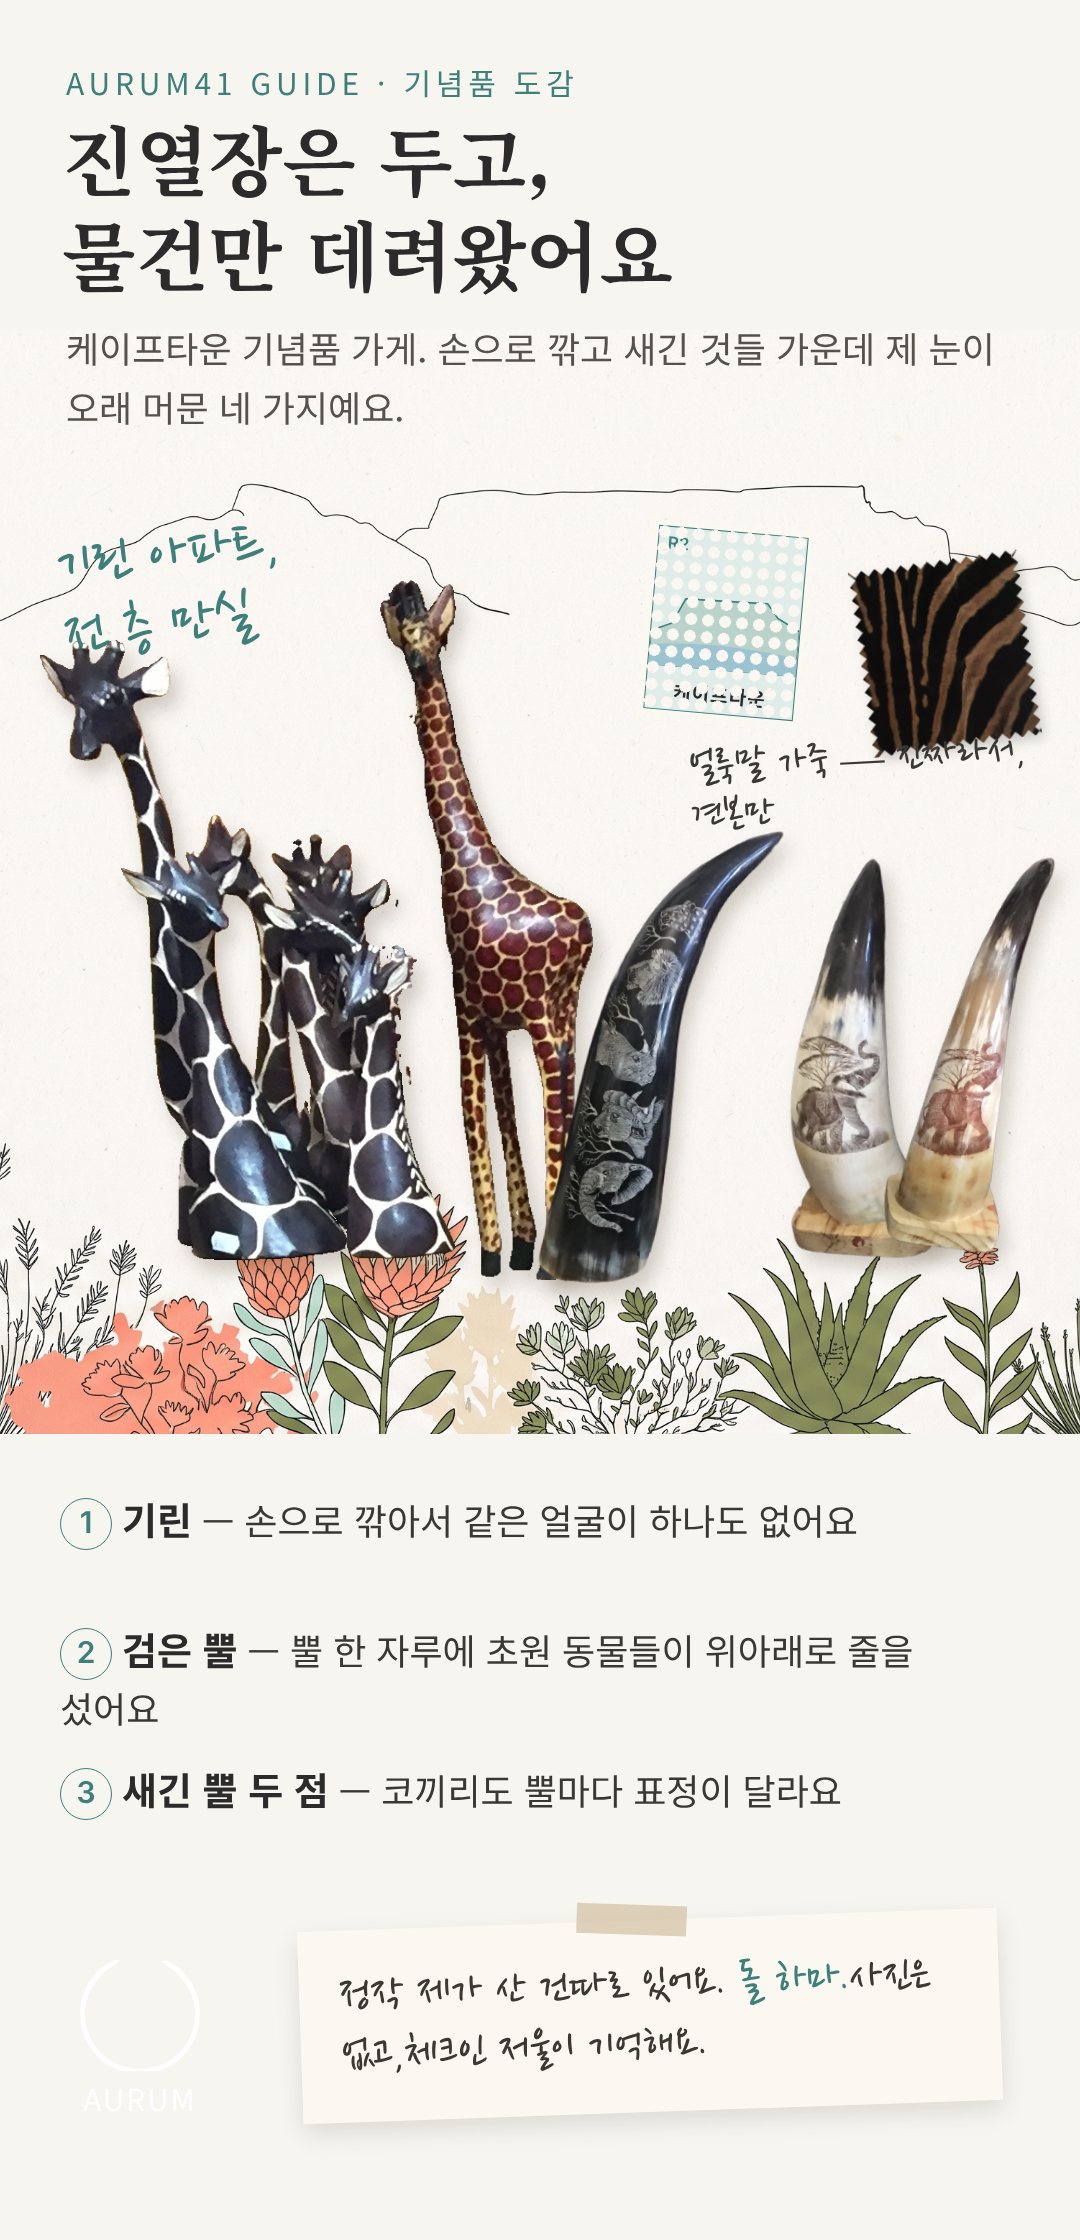 AURUM41 GUIDE · 기념품 도감
진열장은 두고,
물건만 데려왔어요
케이프타운 기념품 가게. 손으로 깎고 새긴 것들 가운데 제 눈이
오래 머문 네 가지예요.
기린 아파트,
전 층 만실
R?
케이프타운
얼룩말 가죽 — 진짜라서,
견본만
1 기린 — 손으로 깎아서 같은 얼굴이 하나도 없어요
2 검은 뿔 — 뿔 한 자루에 초원 동물들이 위아래로 줄을
섰어요
3 새긴 뿔 두 점 — 코끼리도 뿔마다 표정이 달라요
정작 제가 산 건따로 있어요. 돌 하마.사진은
없고,체크인 저울이 기억해요.
AURUM